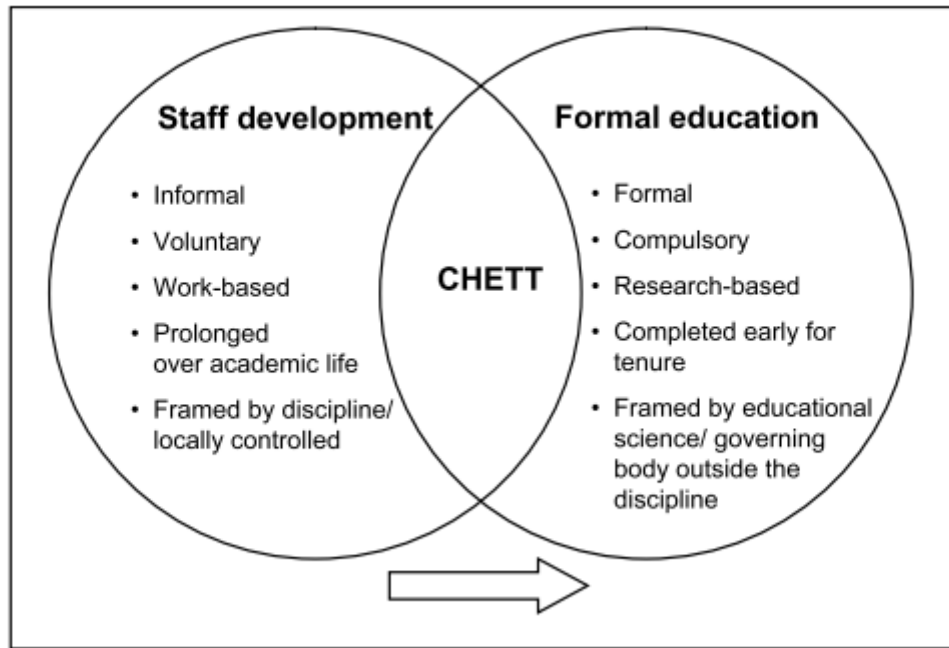 Staff development
• Informal
• Voluntary
• Work-based
• Prolonged
over academic life
• Framed by discipline/
locally controlled
CHETT
Formal education
• Formal
• Compulsory
• Research-based
• Completed early for
tenure
• Framed by educational
science/ governing
body outside the
discipline